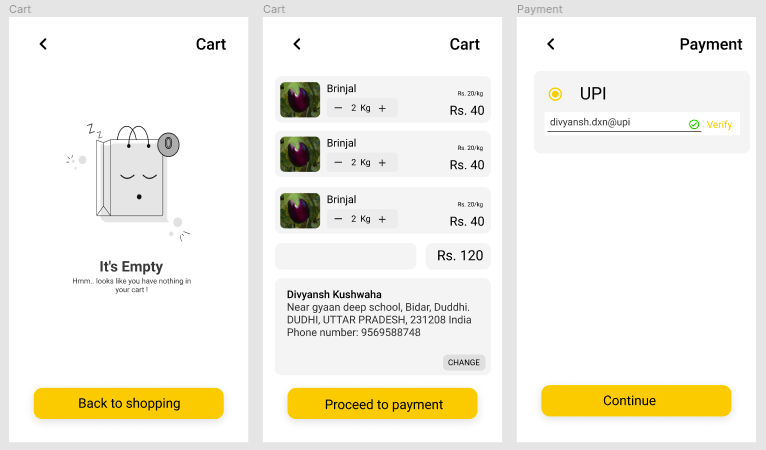 Cart
Cart
Z
Z
0
It's Empty
Hmm.. looks like you have nothing in
your cart !
Back to shopping
Cart
Cart
Brinjal
Rs. 20/kg
2 Kg
Rs. 40
Brinjal
Rs. 20/kg
2 Kg
Rs. 40
Brinjal
Rs. 20/kg
2 Kg
Rs. 40
Rs. 120
Divyansh Kushwaha
Near gyaan deep school, Bidar, Duddhi.
DUDHI, UTTAR PRADESH, 231208 India
Phone number: 9569588748
CHANGE
Proceed to payment
Payment
Payment
UPI
divyansh.dxn@upi
Verify
Continue